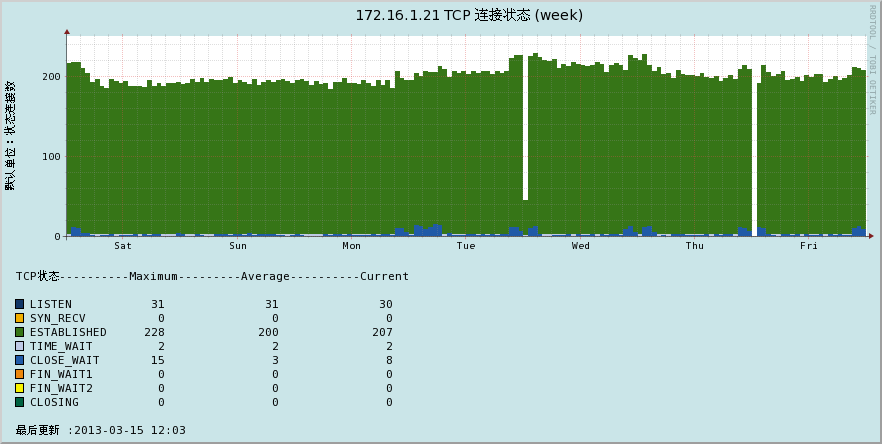 172.16.1.21 TCP 连接状态 (week)
RRDTOOL / TOBI OETIKER
默认单位：状态连接数
200
100
0
Sat Sun Mon Tue Wed Thu Fri
TCP状态----------Maximum---------Average----------Current
LISTEN 31 31 30
SYN_RECV 0 0 0
ESTABLISHED 228 200 207
TIME_WAIT 2 2 2
CLOSE_WAIT 15 3 8
FIN_WAIT1 0 0 0
FIN_WAIT2 0 0 0
CLOSING 0 0 0
最后更新 :2013-03-15 12:03